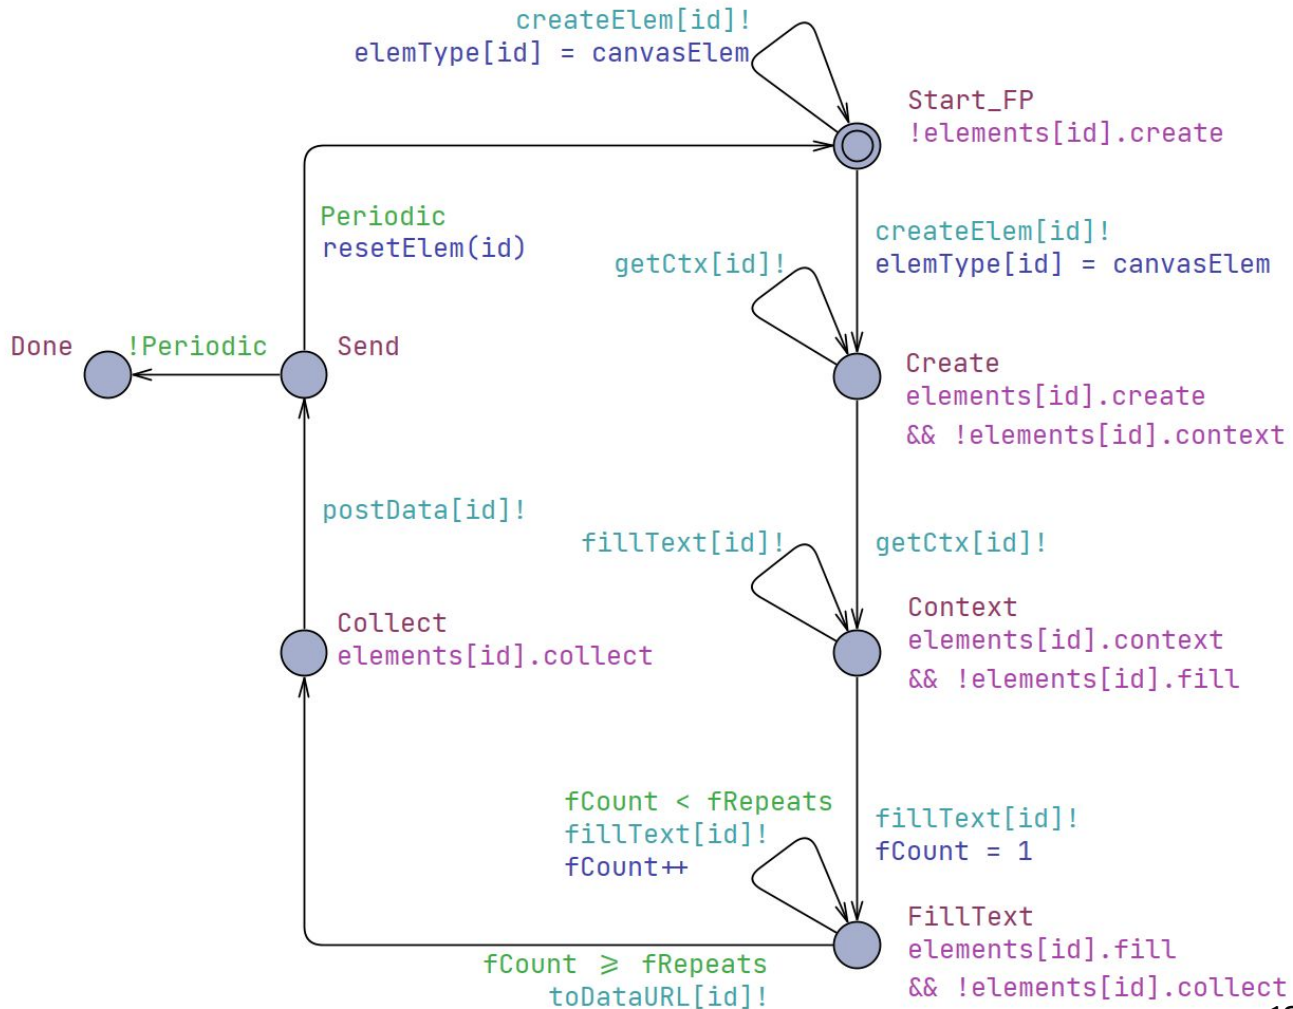 createElem[id]!
elemType[id] = canvasElem
Start_FP
!elements[id].create
Periodic
resetElem(id)
createElem[id]!
elemType[id] = canvasElem
getCtx[id]!
Done
!Periodic
Send
Create
elements[id].create
&& !elements[id].context
postData[id]!
fillText[id]!
getCtx[id]!
Context
elements[id].context
&& !elements[id].fill
Collect
elements[id].collect
fCount < fRepeats
fillText[id]!
fCount++
fillText[id]!
fCount = 1
FillText
elements[id].fill
&& !elements[id].collect
fCount ⩾ fRepeats
toDataURL[id]!